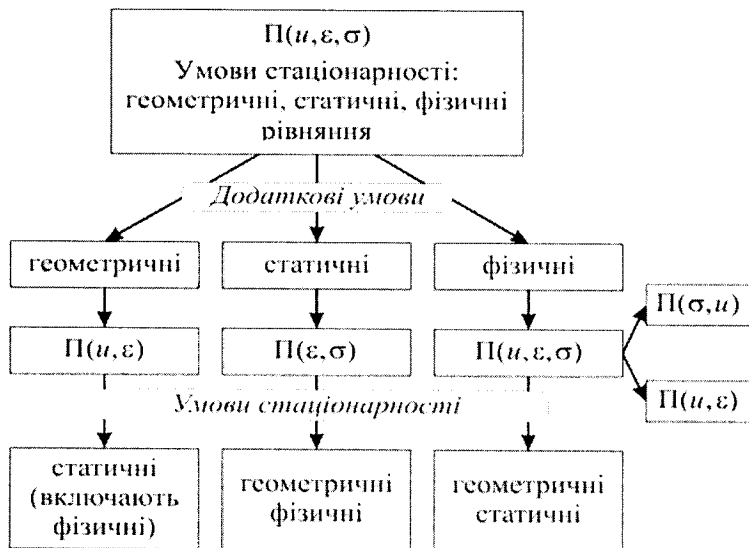 П(u,ε,σ)
Умови стаціонарності:
геометричні, статичні, фізичні
рівняння
Додаткові умови
геометричні
статичні
фізичні
П(σ,u)
П(u,ε)
П(ε,σ)
П(u,ε,σ)
П(u,ε)
Умови стаціонарності
статичні
(включають
фізичні)
геометричні
фізичні
геометричні
статичні